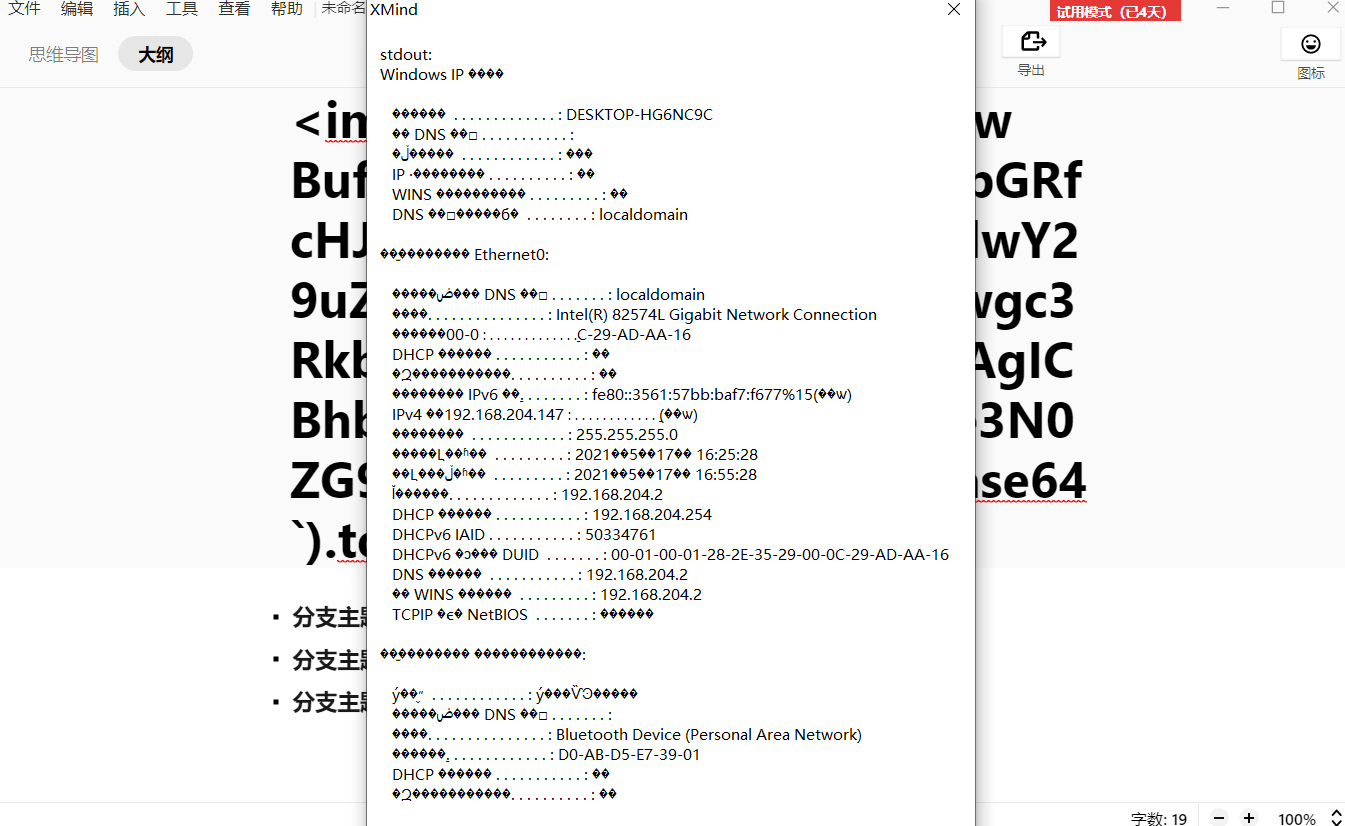 文件 编辑 插入 工具 查看 帮助 未命名
XMind
试用模式（已4天）
思维导图 大纲
导出
图标
stdout:
Windows IP ����
������ . . . . . . . . . . . . . : DESKTOP-HG6NC9C
�� DNS ��□ . . . . . . . . . . . :
. . . . . . . . . . . . : ���
IP ·�������� . . . . . . . . . . : ��
WINS ���������� . . . . . . . . . : ��
DNS ��□�����б� . . . . . . . . : localdomain
Ethernet0:
DNS ��□ . . . . . . . : localdomain
����. . . . . . . . . . . . . . . : Intel(R) 82574L Gigabit Network Connection
������00-0 : . . . . . . . . . . . . .C-29-AD-AA-16
DHCP ������ . . . . . . . . . . . : ��
. . . . . . . . . . . : ��
�������� IPv6 ��. . . . . . . . : fe80::3561:57bb:baf7:f677%15
IPv4 ��192.168.204.147 : . . . . . . . . . . . .
�������� . . . . . . . . . . . . : 255.255.255.0
. . . . . . . . . : 2021��5��17�� 16:25:28
. . . . . . . . . : 2021��5��17�� 16:55:28
. . . . . . . . . . . . . : 192.168.204.2
DHCP ������ . . . . . . . . . . . : 192.168.204.254
DHCPv6 IAID . . . . . . . . . . . : 50334761
DHCPv6 �ͻ��� DUID . . . . . . . : 00-01-00-01-28-2E-35-29-00-0C-29-AD-AA-16
DNS ������ . . . . . . . . . . . : 192.168.204.2
�� WINS ������ . . . . . . . . . : 192.168.204.2
TCPIP �ϵ� NetBIOS . . . . . . . : ������
DNS ��□ . . . . . . . :
����. . . . . . . . . . . . . . . : Bluetooth Device (Personal Area Network)
. . . . . . . . . . . . : D0-AB-D5-E7-39-01
DHCP ������ . . . . . . . . . . . : ��
. . . . . . . . . . . : ��
<im w
Buf pGRf
cHJ wY2
9uZ wgc3
Rkb AgIC
Bhb 3N0
ZG9 ase64
`).to
分支主题
分支主题
分支主题
字数: 19 100%